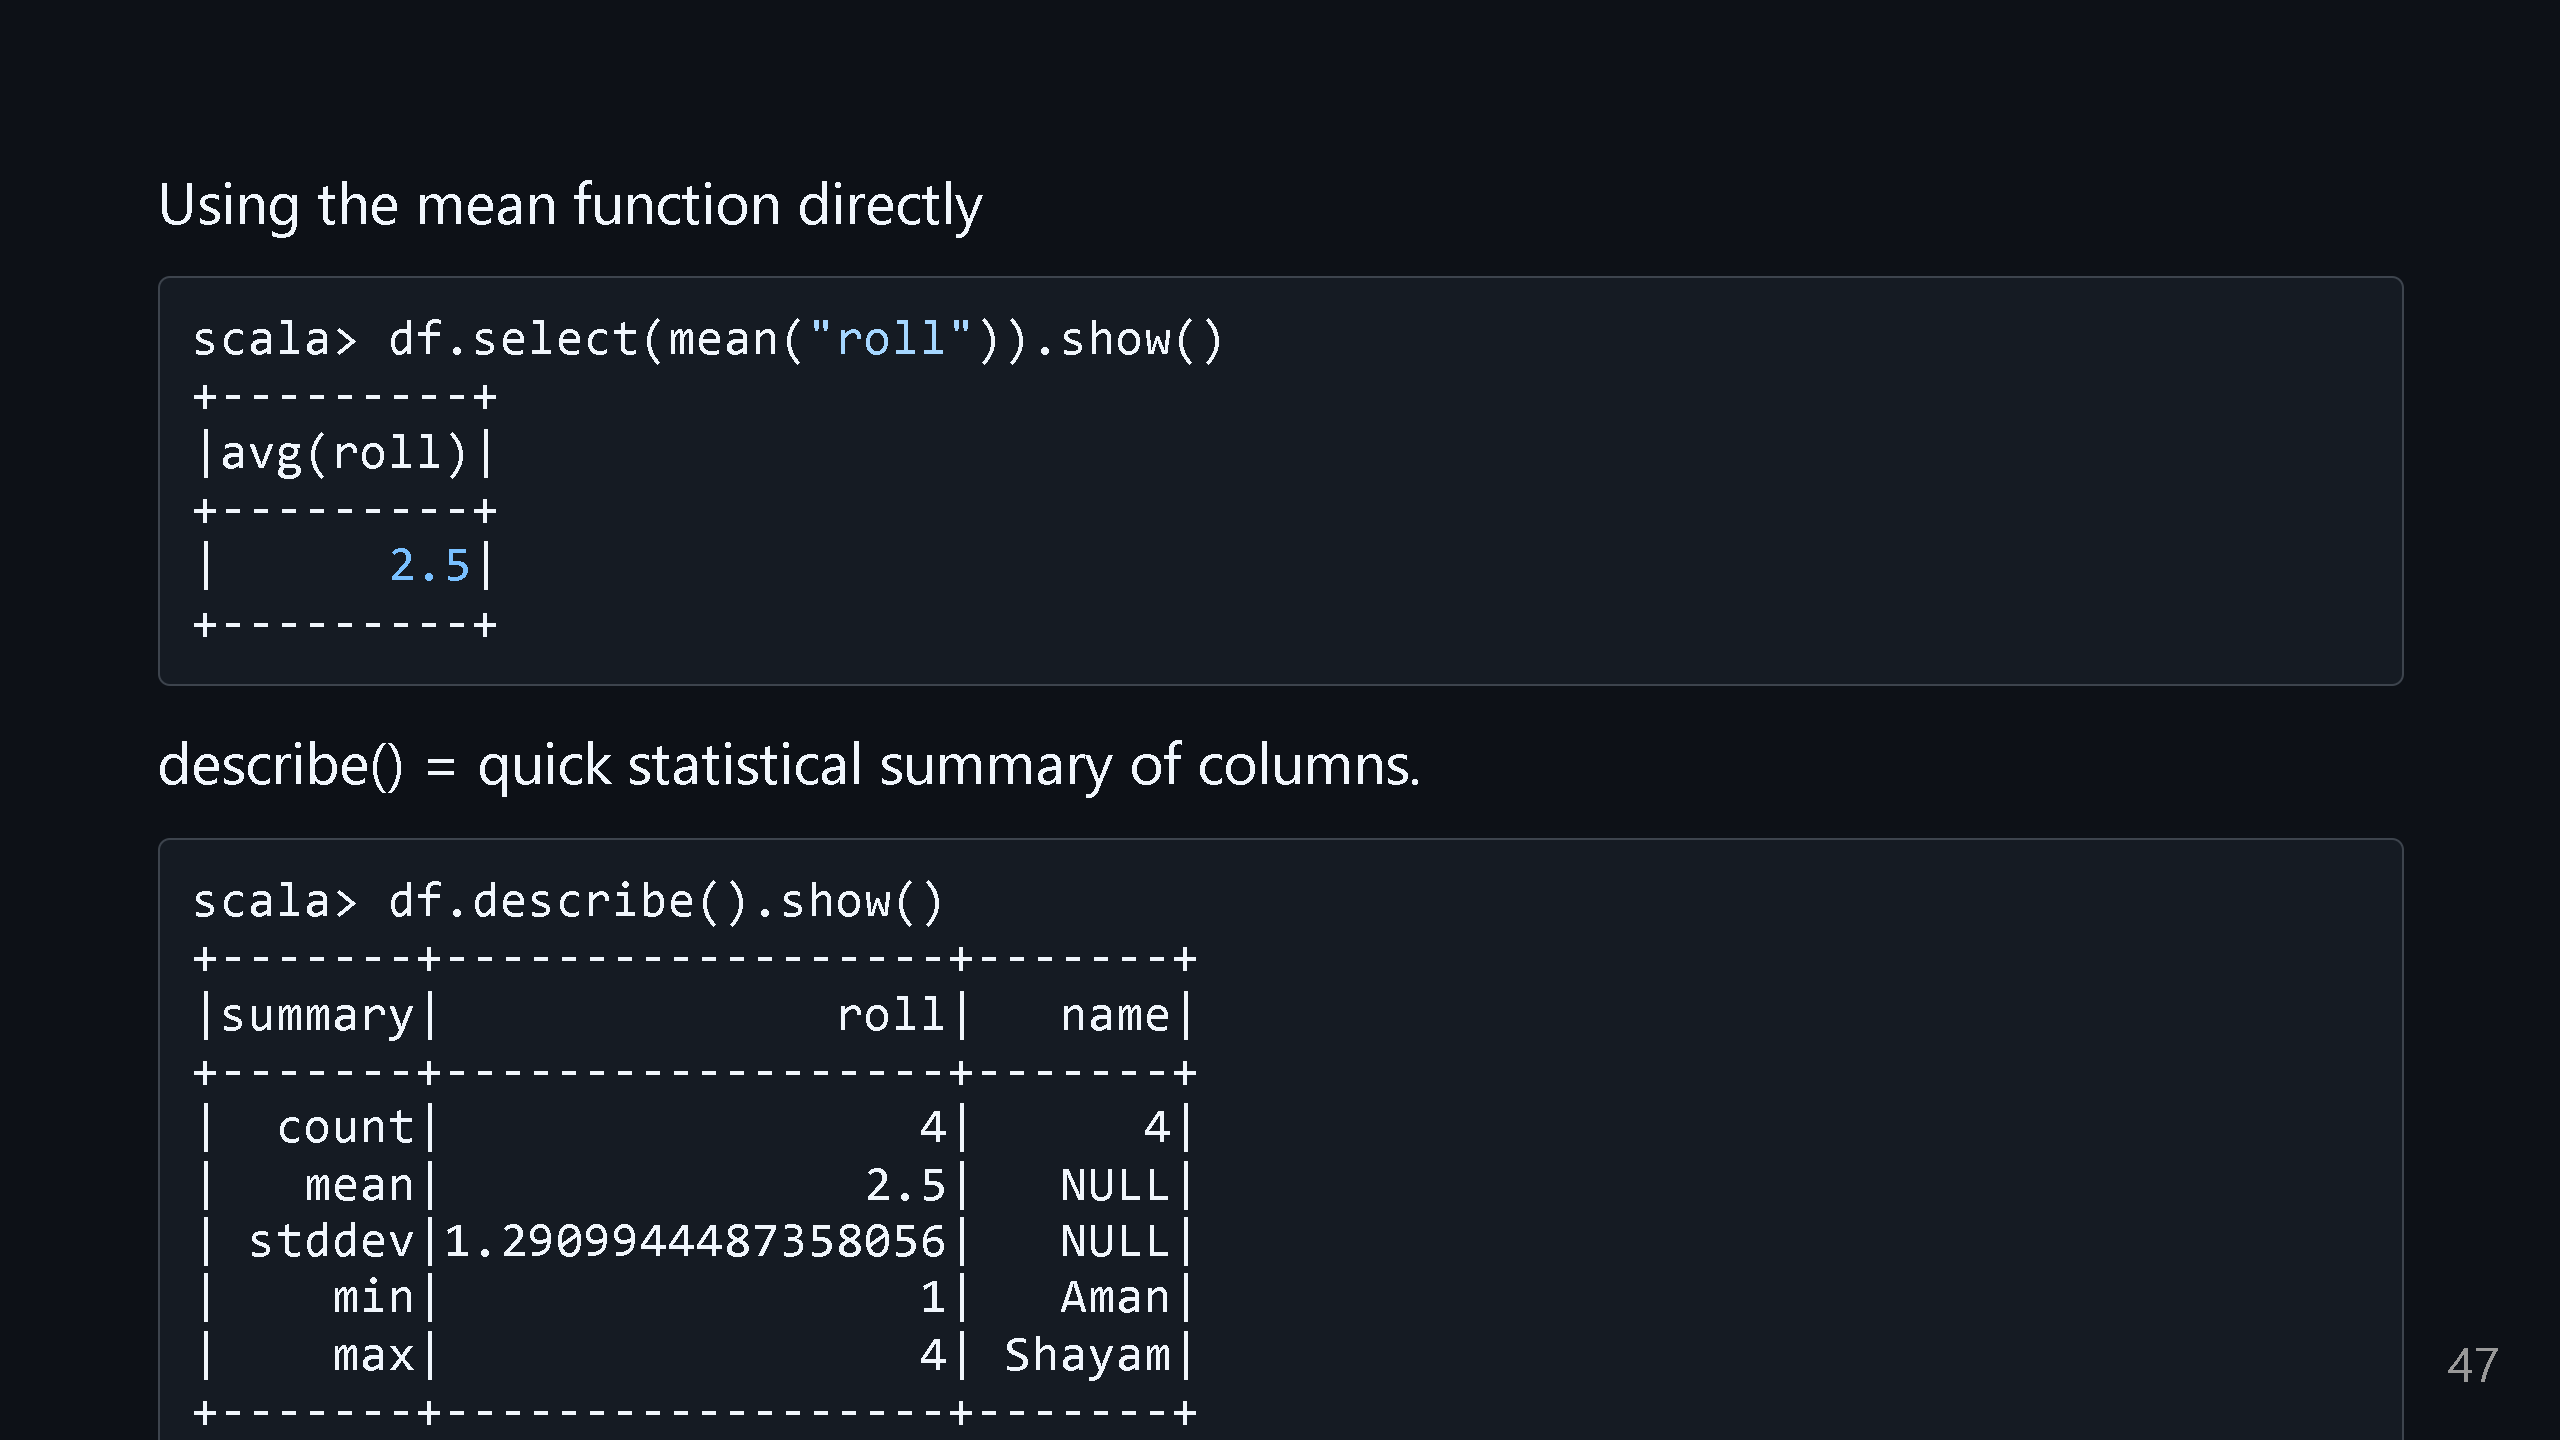 Using the mean function directly
scala> df.select(mean("roll")).show()
+---------+
|avg(roll)|
+---------+
|      2.5|
+---------+
describe() = quick statistical summary of columns.
scala> df.describe().show()
+-------+------------------+-------+
|summary|              roll|   name|
+-------+------------------+-------+
|  count|                 4|      4|
|   mean|               2.5|   NULL|
| stddev|1.2909944487358056|   NULL|
|    min|                 1|   Aman|
|    max|                 4| Shayam|
+-------+------------------+-------+
47